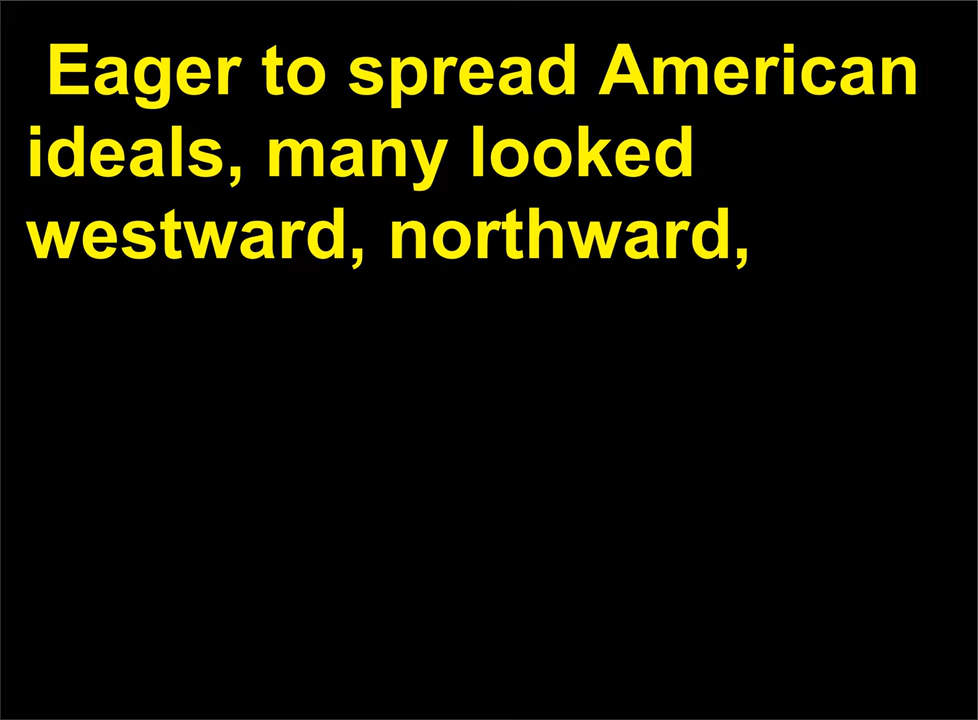 Eager to spread American
ideals, many looked
westward, northward,